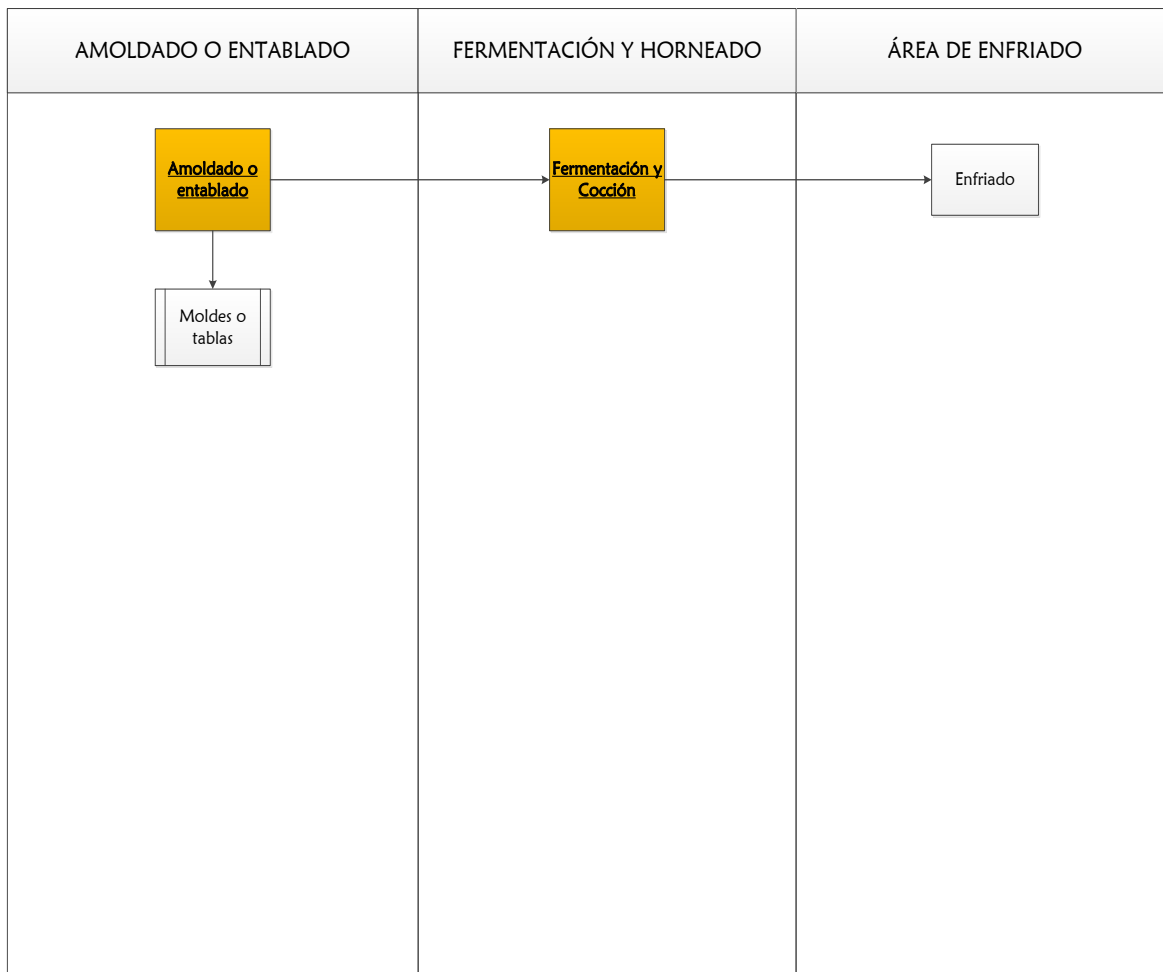 AMOLDADO O ENTABLADO
FERMENTACIÓN Y HORNEADO
ÁREA DE ENFRIADO
Amoldado o
entablado
Fermentación y
Cocción
Enfriado
Moldes o
tablas